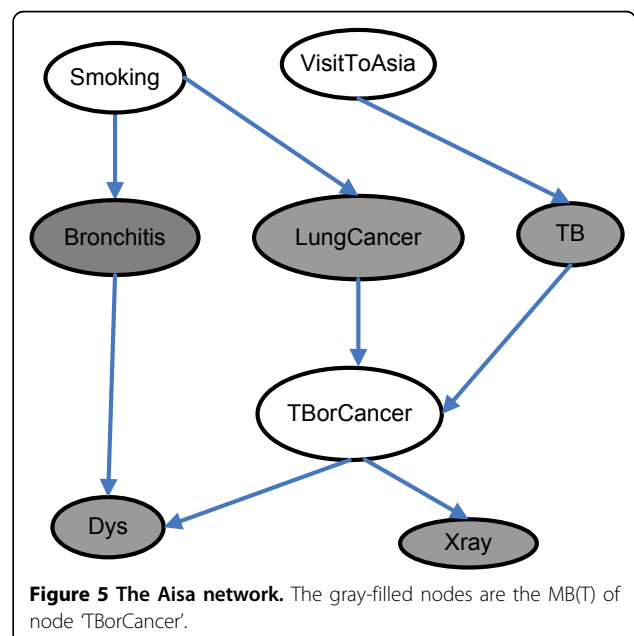 Smoking
VisitToAsia
Bronchitis
LungCancer
TB
TBorCancer
Dys
Xray
Figure 5 The Aisa network. The gray-filled nodes are the MB(T) of
node 'TBorCancer'.